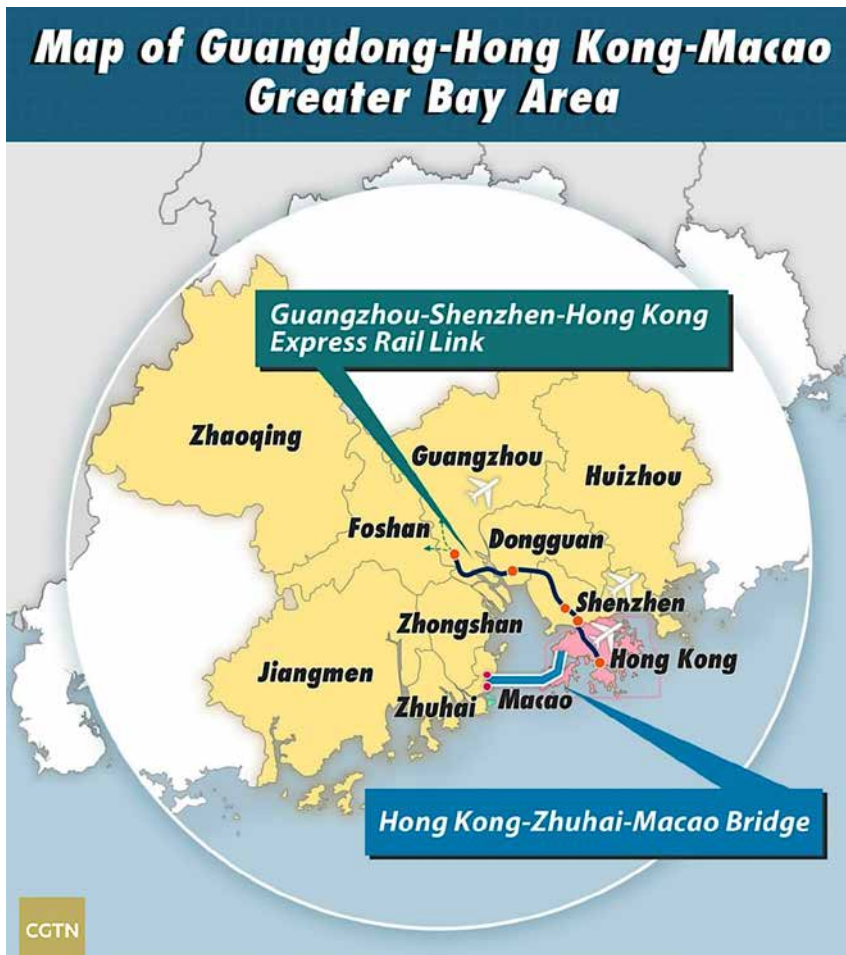 Map of Guangdong-Hong Kong-Macao
Greater Bay Area
Guangzhou-Shenzhen-Hong Kong
Express Rail Link
Zhaoqing
Guangzhou
Huizhou
Foshan
Dongguan
Shenzhen
Zhongshan
Jiangmen
Hong Kong
Zhuhai
Macao
Hong Kong-Zhuhai-Macao Bridge
CGTN